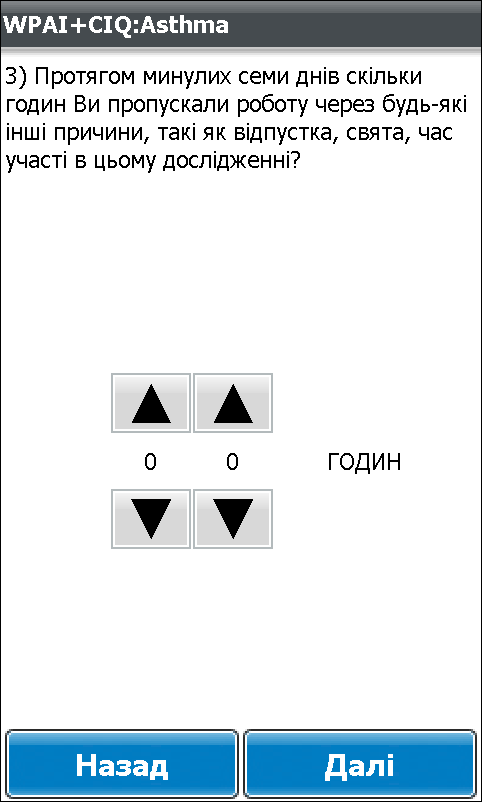 WPAI+CIQ:Asthma
3) Протягом минулих семи днів скільки
годин Ви пропускали роботу через будь-які
інші причини, такі як відпустка, свята, час
участі в цьому дослідженні?
0 0 ГОДИН
Назад Далі